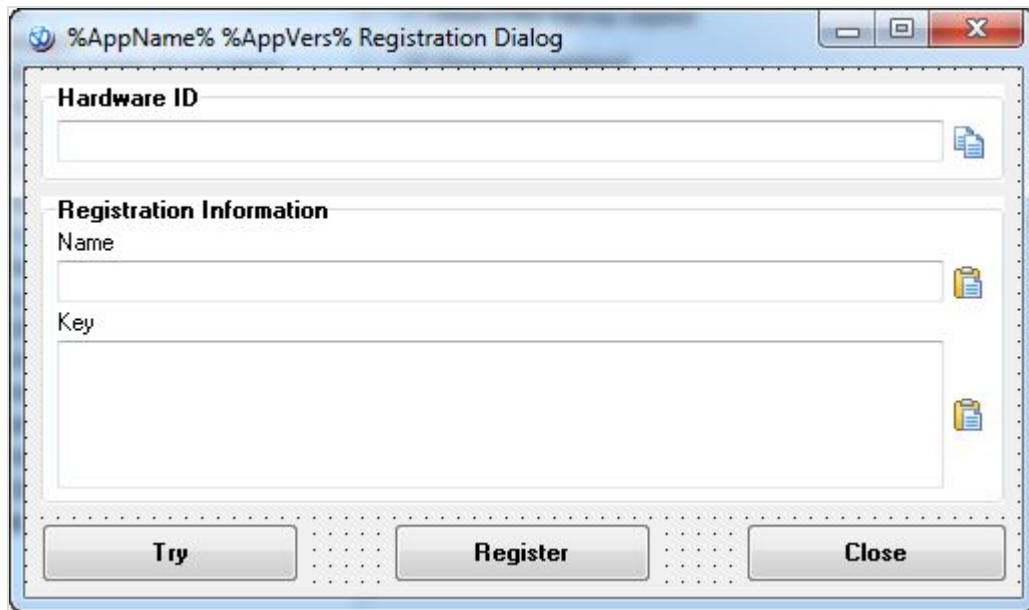 %AppName% %AppVers% Registration Dialog
Hardware ID
Registration Information
Name
Key
Try Register Close